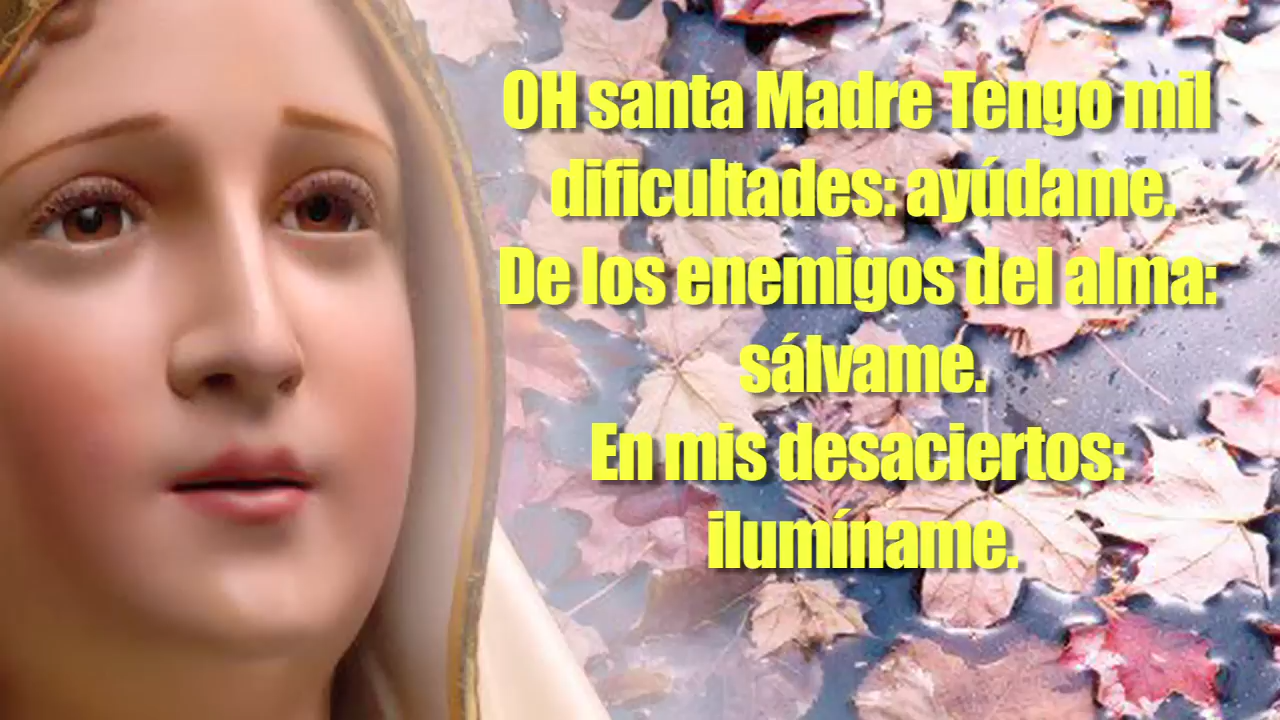 OH santa Madre Tengo mil
dificultades: ayúdame.
De los enemigos del alma:
sálvame.
En mis desaciertos:
ilumíname.